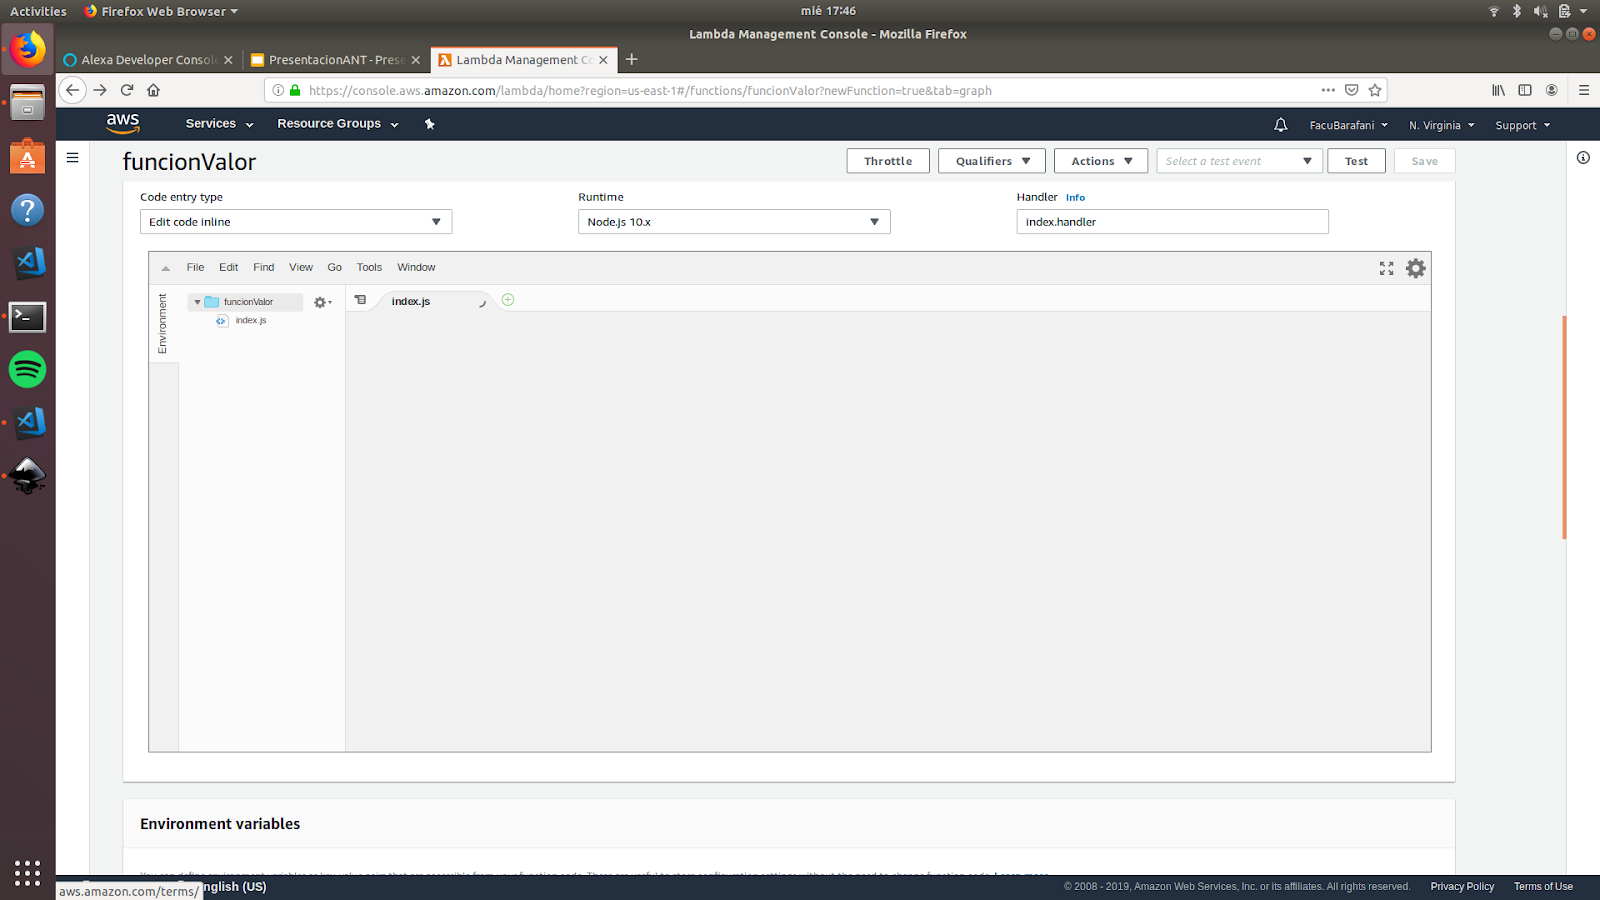 Activities Firefox Web Browser mié 17:46
Lambda Management Console - Mozilla Firefox
Alexa Developer Console PresentacionANT - Prese Lambda Management Co
https://console.aws.amazon.com/lambda/home?region=us-east-1#/functions/funcionValor?newFunction=true&tab=graph
aws Services Resource Groups FacuBarafani N. Virginia Support
funcionValor Throttle Qualifiers Actions Select a test event Test Save
Code entry type Runtime Handler Info
Edit code inline Node.js 10.x index.handler
File Edit Find View Go Tools Window
Environment
funcionValor index.js
index.js
Environment variables
aws.amazon.com/terms/ nglish (US) © 2008 - 2019, Amazon Web Services, Inc. or its affiliates. All rights reserved. Privacy Policy Terms of Use